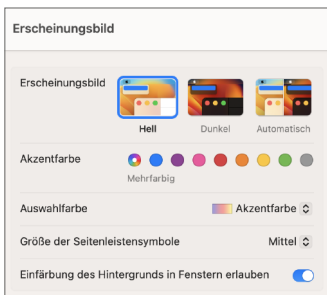 Erscheinungsbild
Erscheinungsbild
Hell Dunkel Automatisch
Akzentfarbe
Mehrfarbig
Auswahlfarbe Akzentfarbe
Größe der Seitenleistensymbole Mittel
Einfärbung des Hintergrunds in Fenstern erlauben